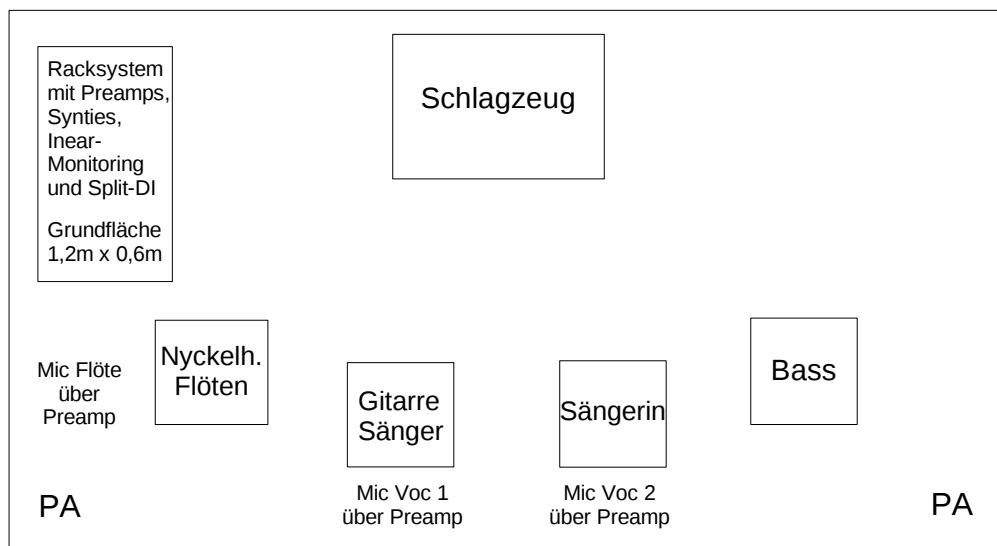 Racksystem
mit Preamps,
Synties,
Inear-
Monitoring
und Split-DI
Grundfläche
1,2m x 0,6m
Schlagzeug
Mic Flöte
über
Preamp
Nyckelh.
Flöten
Gitarre
Sänger
Sängerin
Bass
PA
Mic Voc 1
über Preamp
Mic Voc 2
über Preamp
PA